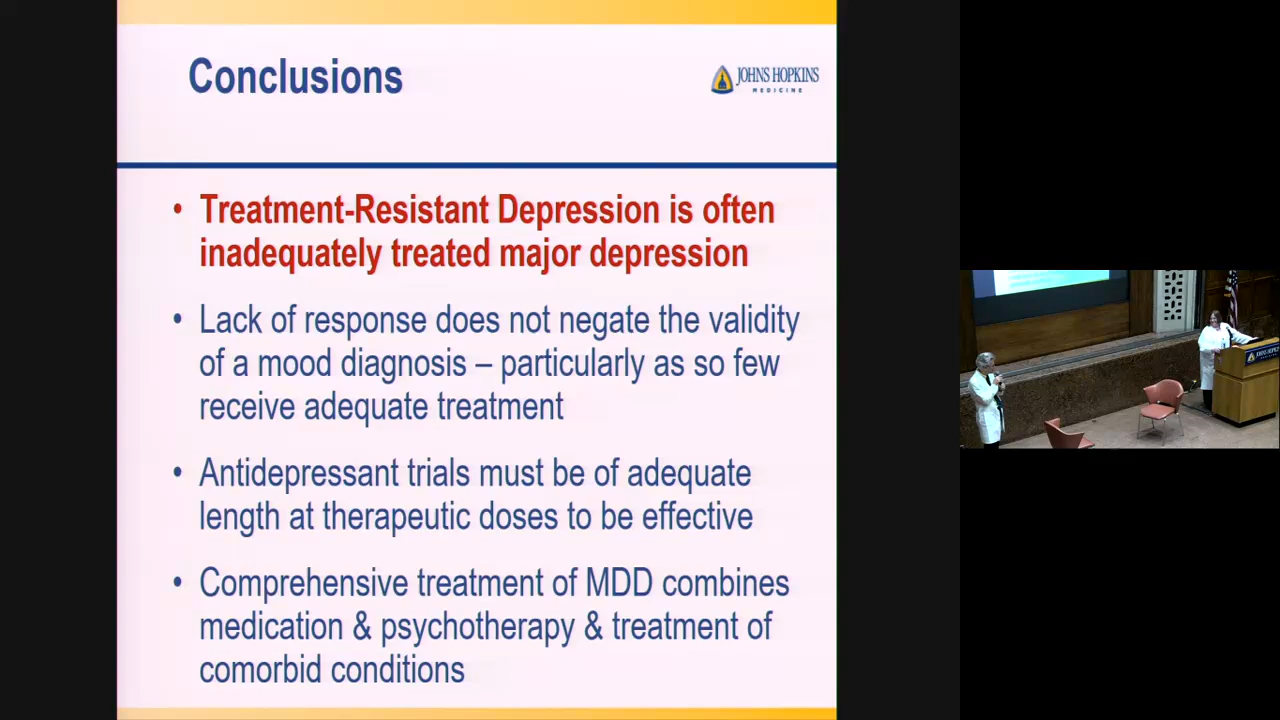 Conclusions
JOHNS HOPKINS
MEDICINE
• Treatment-Resistant Depression is often
inadequately treated major depression
• Lack of response does not negate the validity
of a mood diagnosis – particularly as so few
receive adequate treatment
• Antidepressant trials must be of adequate
length at therapeutic doses to be effective
• Comprehensive treatment of MDD combines
medication & psychotherapy & treatment of
comorbid conditions
JOHNS HOPKINS